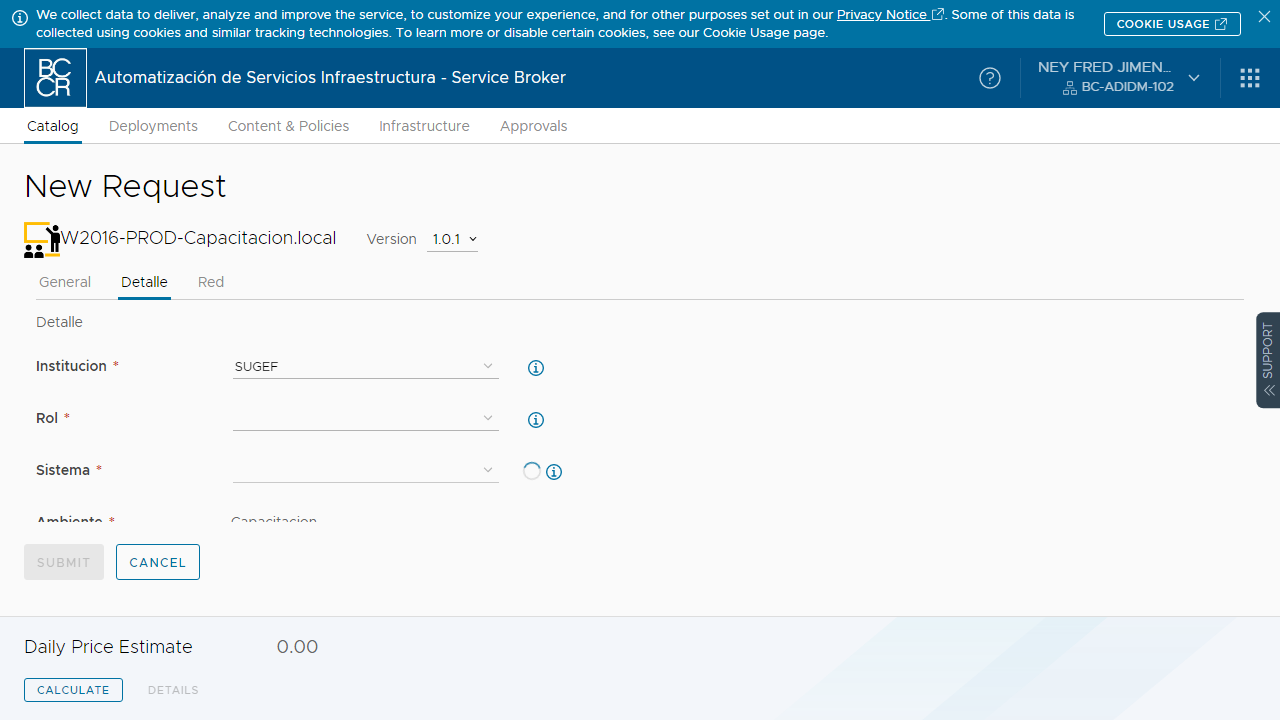 We collect data to deliver, analyze and improve the service, to customize your experience, and for other purposes set out in our Privacy Notice. Some of this data is
collected using cookies and similar tracking technologies. To learn more or disable certain cookies, see our Cookie Usage page.
COOKIE USAGE
BC
CR
Automatización de Servicios Infraestructura - Service Broker
NEY FRED JIMEN...
BC-ADIDM-102
Catalog
Deployments
Content & Policies
Infrastructure
Approvals
New Request
W2016-PROD-Capacitacion.local
Version
1.0.1
General
Detalle
Red
Detalle
Institucion *
SUGEF
Rol *
Sistema *
Ambiente *
Capacitacion
SUPPORT
SUBMIT
CANCEL
Daily Price Estimate
0.00
CALCULATE
DETAILS